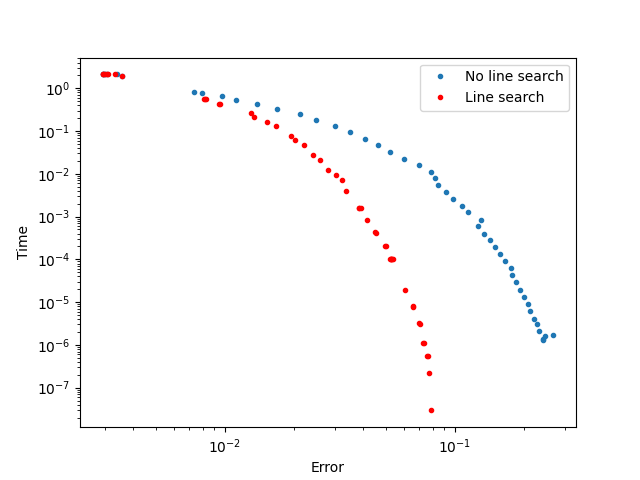 No line search
Line search
10⁰
10⁻¹
10⁻²
10⁻³
10⁻⁴
10⁻⁵
10⁻⁶
10⁻⁷
Time
10⁻² 10⁻¹
Error